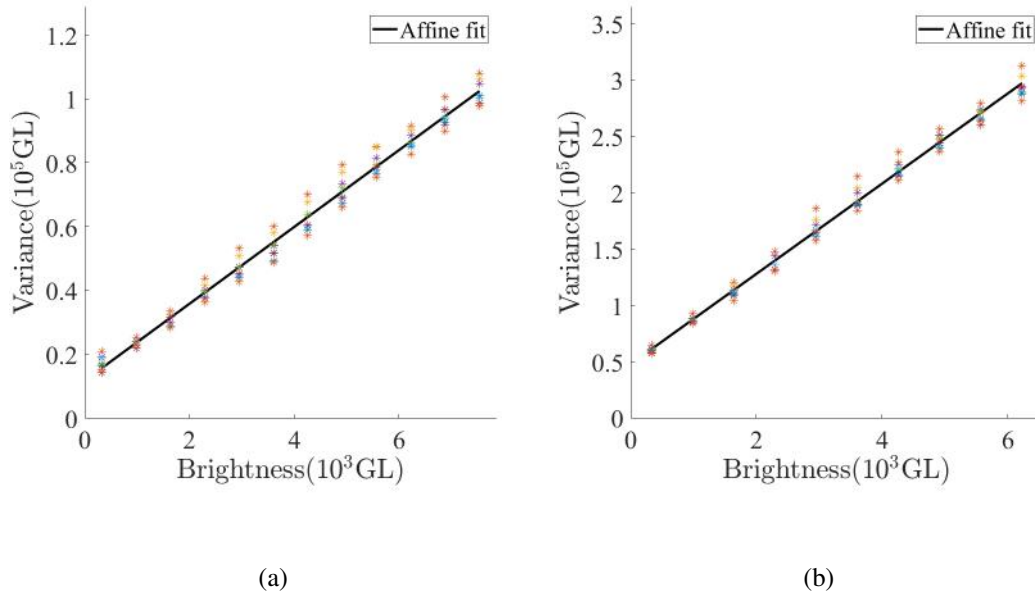 Affine fit
1.2
1
0.8
0.6
0.4
0.2
0
Variance(10⁵GL)
0 2 4 6
Brightness(10³GL)
(a)
Affine fit
3.5
3
2.5
2
1.5
1
0.5
0
Variance(10⁵GL)
0 2 4 6
Brightness(10³GL)
(b)